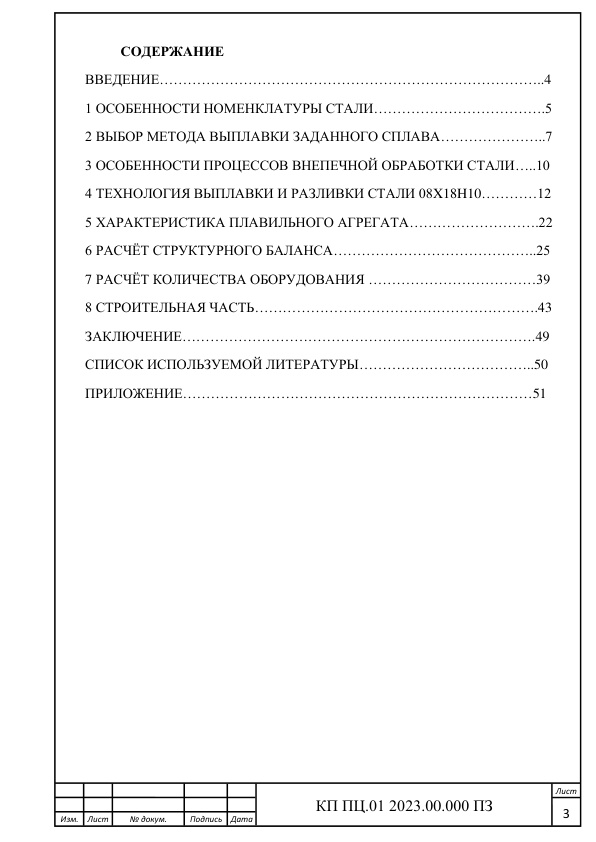 СОДЕРЖАНИЕ
ВВЕДЕНИЕ………………………………………………………………………..4
1 ОСОБЕННОСТИ НОМЕНКЛАТУРЫ СТАЛИ……………………………….5
2 ВЫБОР МЕТОДА ВЫПЛАВКИ ЗАДАННОГО СПЛАВА…………………..7
3 ОСОБЕННОСТИ ПРОЦЕССОВ ВНЕПЕЧНОЙ ОБРАБОТКИ СТАЛИ…..10
4 ТЕХНОЛОГИЯ ВЫПЛАВКИ И РАЗЛИВКИ СТАЛИ 08Х18Н10…………12
5 ХАРАКТЕРИСТИКА ПЛАВИЛЬНОГО АГРЕГАТА……………………….22
6 РАСЧЁТ СТРУКТУРНОГО БАЛАНСА……………………………………..25
7 РАСЧЁТ КОЛИЧЕСТВА ОБОРУДОВАНИЯ ………………………………39
8 СТРОИТЕЛЬНАЯ ЧАСТЬ…………………………………………………….43
ЗАКЛЮЧЕНИЕ………………………………………………………………….49
СПИСОК ИСПОЛЬЗУЕМОЙ ЛИТЕРАТУРЫ………………………………..50
ПРИЛОЖЕНИЕ…………………………………………………………………51
Лист
КП ПЦ.01 2023.00.000 ПЗ
3
Изм. Лист № докум. Подпись Дата